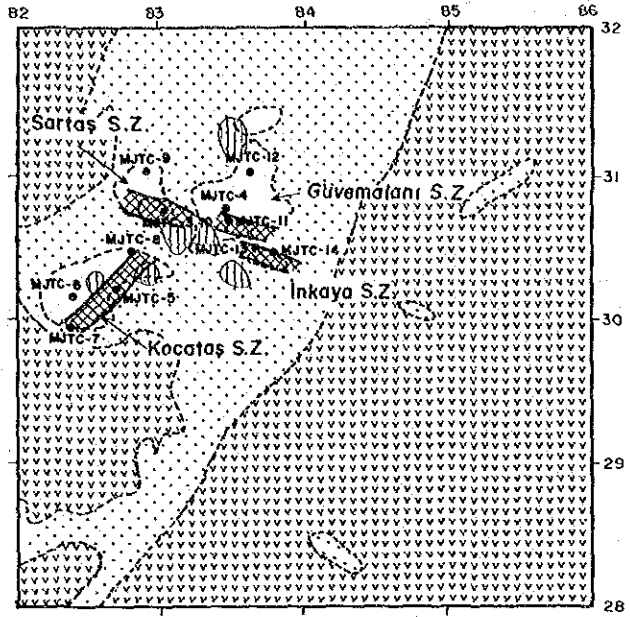 82 83 84 85 86
32
Sartaş S.Z.
MJTC-9
MJTC-12
31
MJTC-4
Güvemalanı S.Z.
MJTC-11
MJTC-8
MJTC-13
MJTC-14
MJTC-6
MJTC-5
İnkaya S.Z.
30
MJTC-7
Kocataş S.Z.
29
28